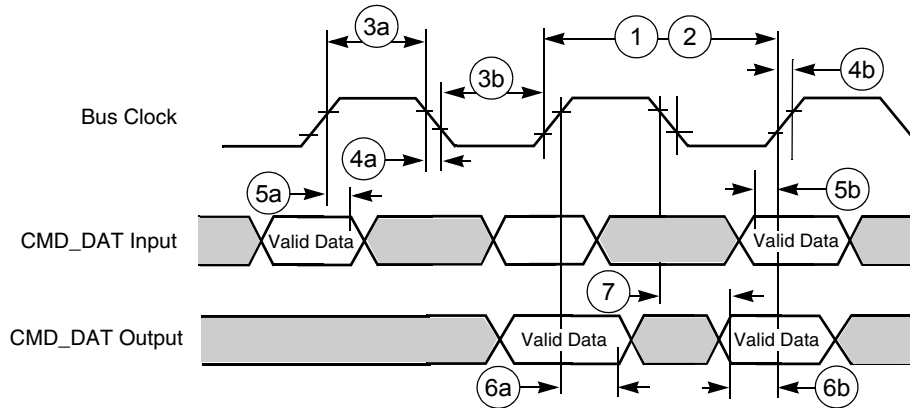 3a
1
2
3b
4b
Bus Clock
4a
5a
5b
CMD_DAT Input
Valid Data
Valid Data
7
CMD_DAT Output
Valid Data
Valid Data
6a
6b